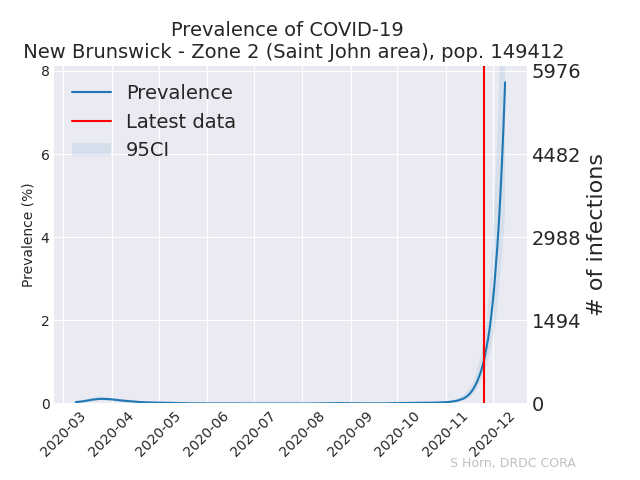 Prevalence of COVID-19
New Brunswick - Zone 2 (Saint John area), pop. 149412
Prevalence
Latest data
95CI
Prevalence (%)
8
6
4
2
0
5976
4482
2988
1494
0
# of infections
2020-03
2020-04
2020-05
2020-06
2020-07
2020-08
2020-09
2020-10
2020-11
2020-12
S Horn, DRDC CORA